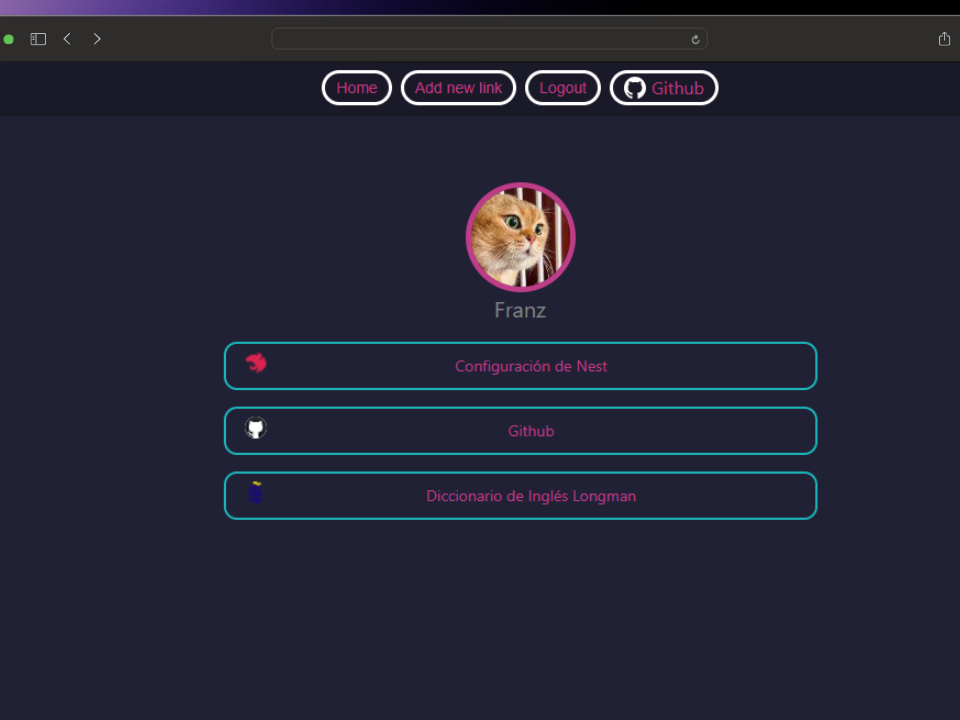 Home
Add new link
Logout
Github
Franz
Configuración de Nest
Github
Diccionario de Inglés Longman